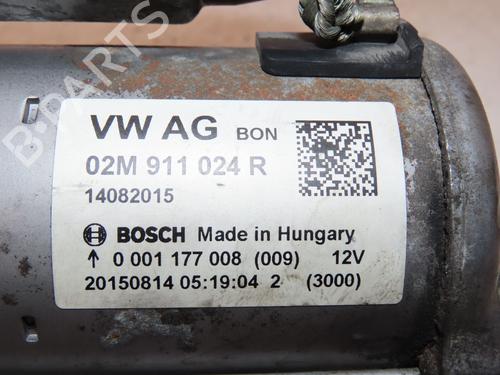 B-PARTS
VW AG BON
02M 911 024 R
14082015
BOSCH Made in Hungary
↑ 0 001 177 008 (009) 12V
20150814 05:19:04 2 (3000)